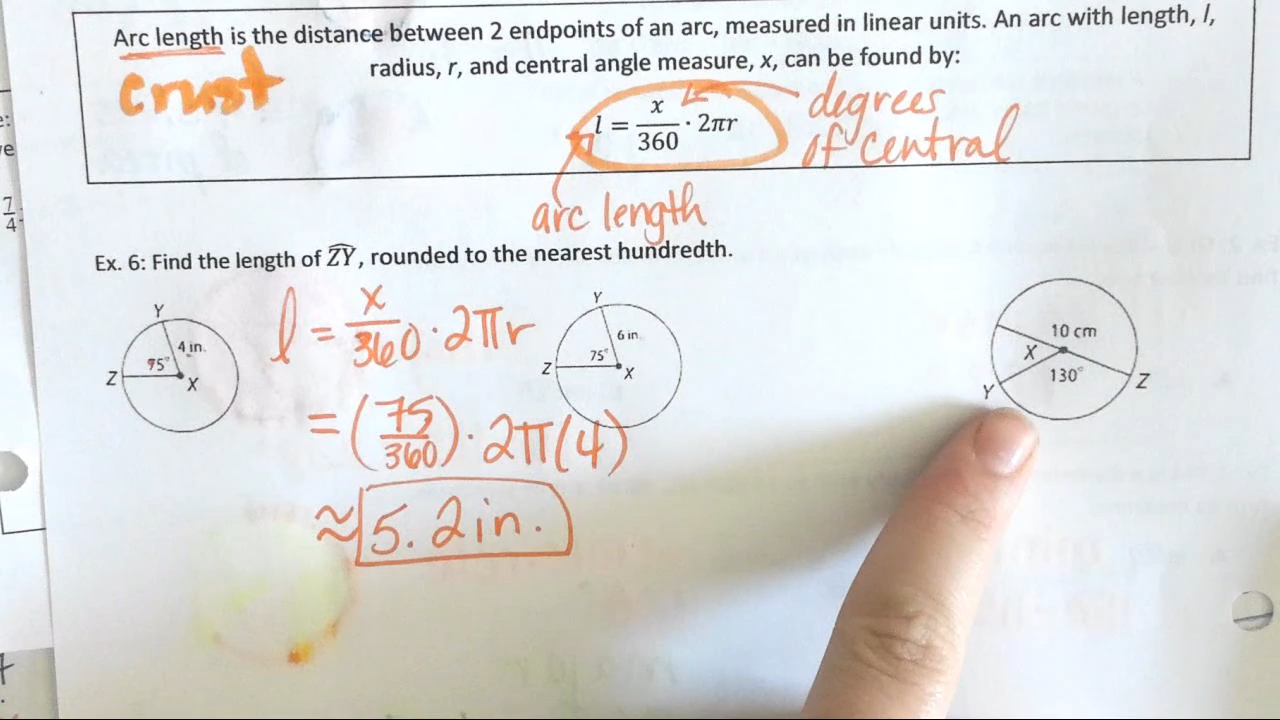 Arc length is the distance between 2 endpoints of an arc, measured in linear units. An arc with length, l,
radius, r, and central angle measure, x, can be found by:
crust
l = x/360 · 2πr
degrees
of central
arc length
Ex. 6: Find the length of ZY, rounded to the nearest hundredth.
Y
4 in.
75°
Z
X
l = x/360 · 2πr
= (75/360) · 2π(4)
≈ 5.2in.
Y
6 in.
75°
Z
X
10 cm
X
130°
Y
Z
e:
7/4